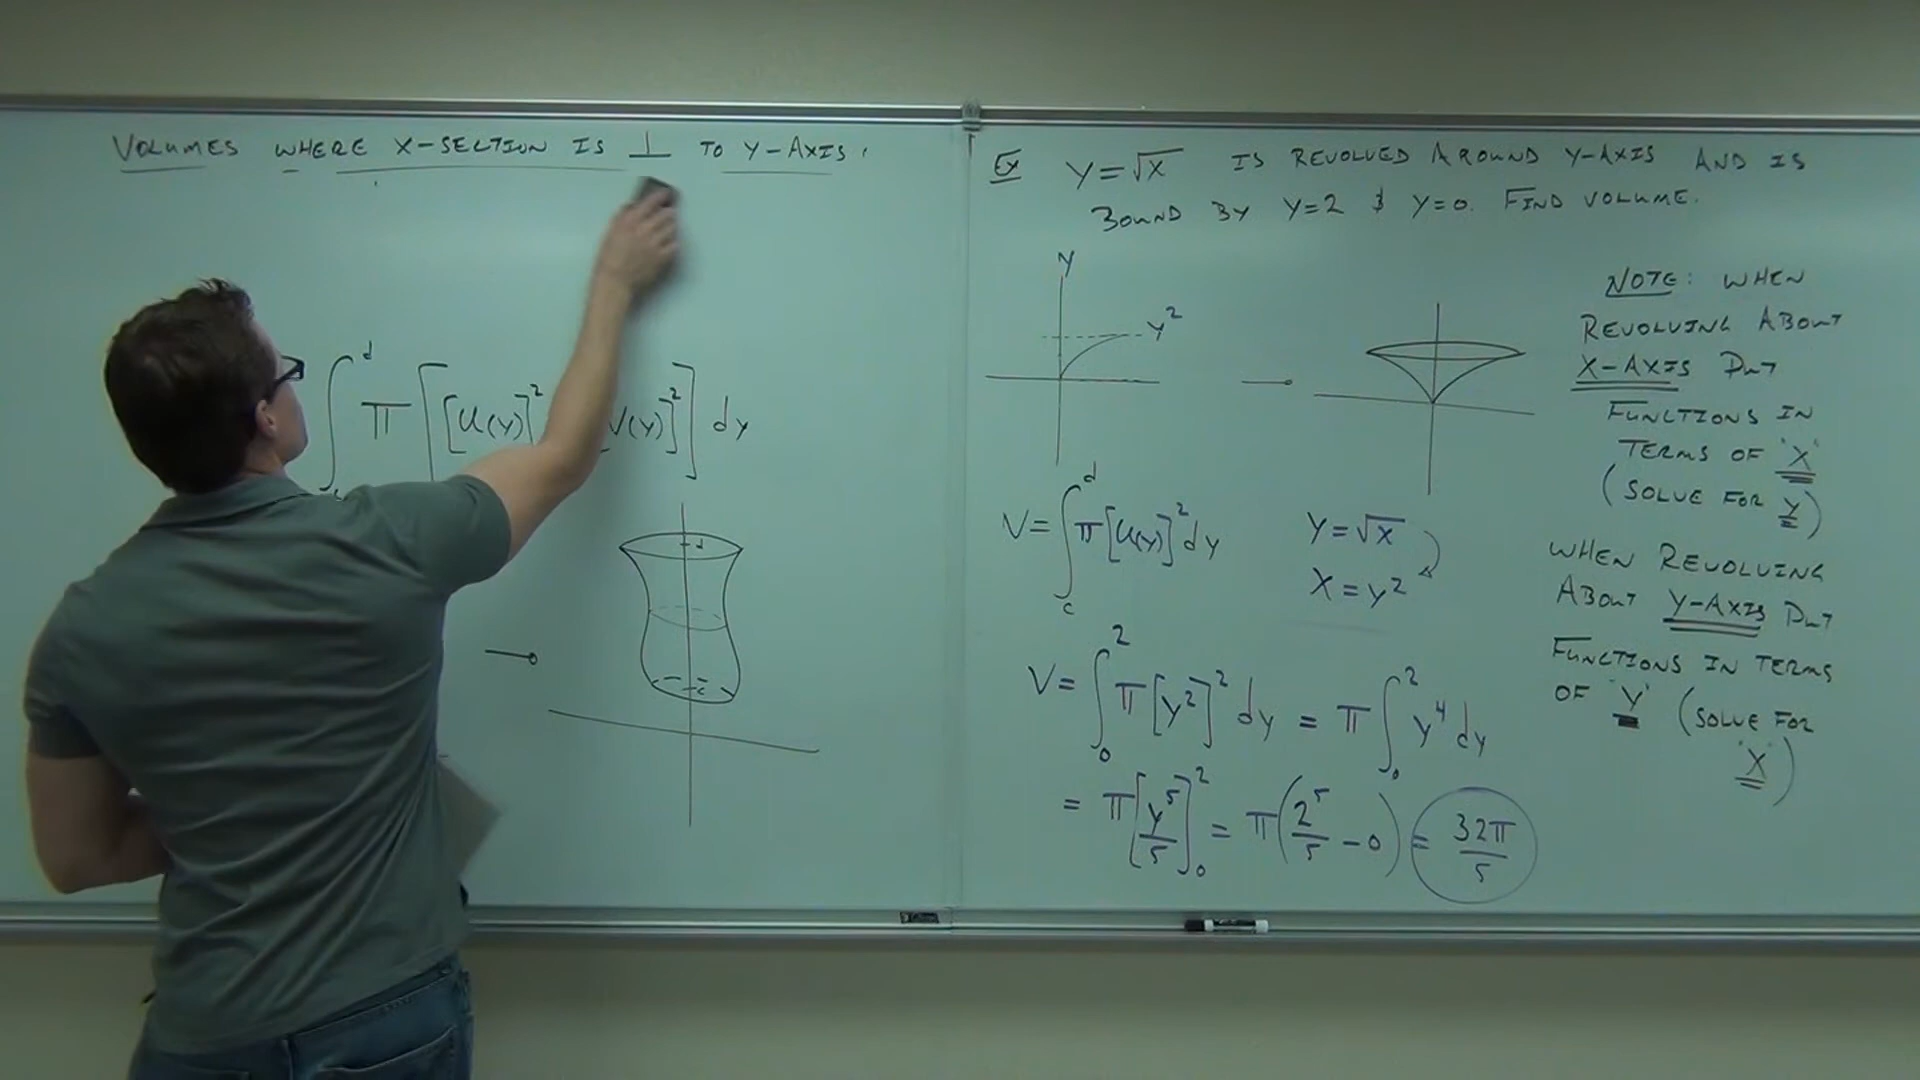 VOLUMES WHERE X-SECTION IS ⊥ TO Y-AXIS.
∫ d π [[U(y)]² V(y)]²] dy
d
c
Ex Y=√X IS REVOLVED AROUND Y-AXIS AND IS
BOUND BY Y=2 & Y=0. FIND VOLUME.
y
y²
V= ∫_c^d π[U(y)]² dy
Y=√X
X=y²
V= ∫_0^2 π[y²]² dy = π ∫_0^2 y⁴ dy
= π[y⁵/5]_0^2 = π(2⁵/5 - 0) = 32π/5
NOTE: WHEN
REVOLVING ABOUT
X-AXIS PUT
FUNCTIONS IN
TERMS OF "X"
(SOLVE FOR Y)
WHEN REVOLVING
ABOUT Y-AXIS PUT
FUNCTIONS IN TERMS
OF "Y" (SOLVE FOR
"X")